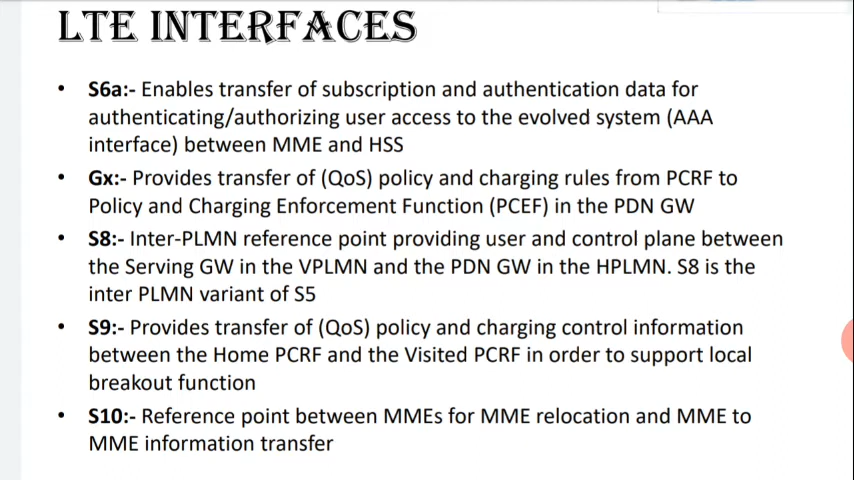 LTE INTERFACES
• S6a:- Enables transfer of subscription and authentication data for
authenticating/authorizing user access to the evolved system (AAA
interface) between MME and HSS
• Gx:- Provides transfer of (QoS) policy and charging rules from PCRF to
Policy and Charging Enforcement Function (PCEF) in the PDN GW
• S8:- Inter-PLMN reference point providing user and control plane between
the Serving GW in the VPLMN and the PDN GW in the HPLMN. S8 is the
inter PLMN variant of S5
• S9:- Provides transfer of (QoS) policy and charging control information
between the Home PCRF and the Visited PCRF in order to support local
breakout function
• S10:- Reference point between MMEs for MME relocation and MME to
MME information transfer